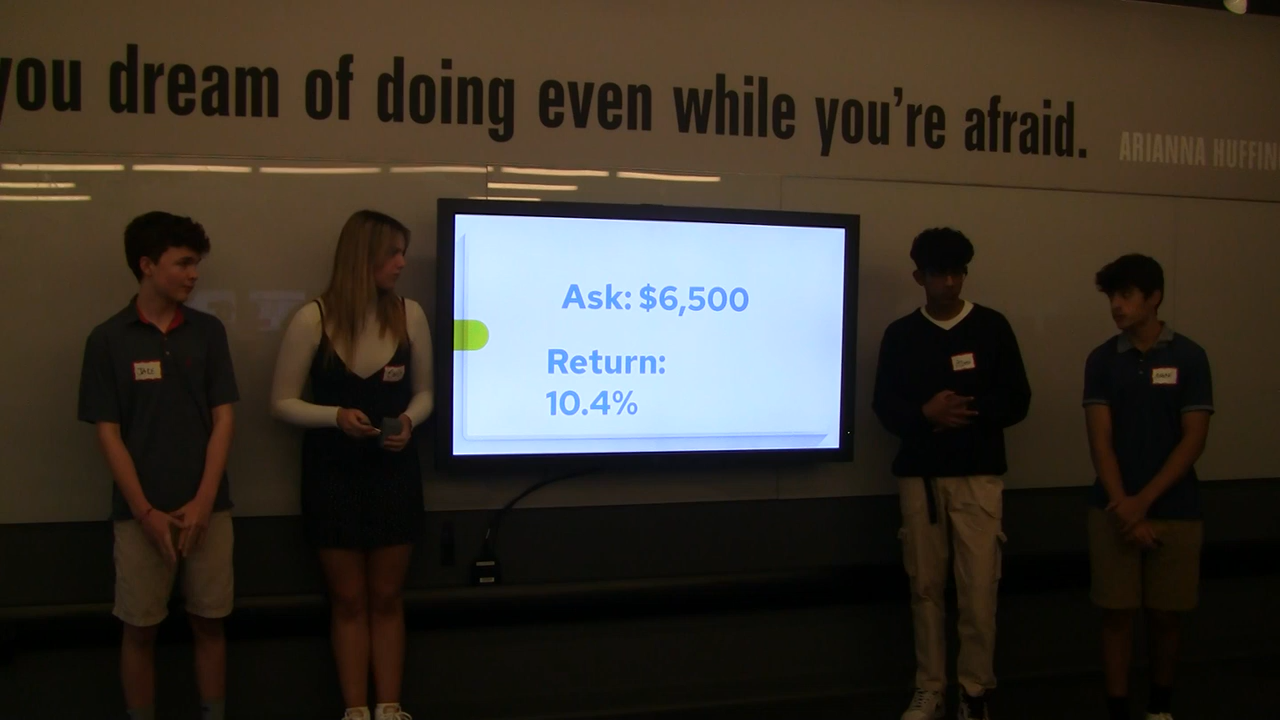 you dream of doing even while you're afraid.
ARIANNA HUFFIN
Ask: $6,500
Return:
10.4%